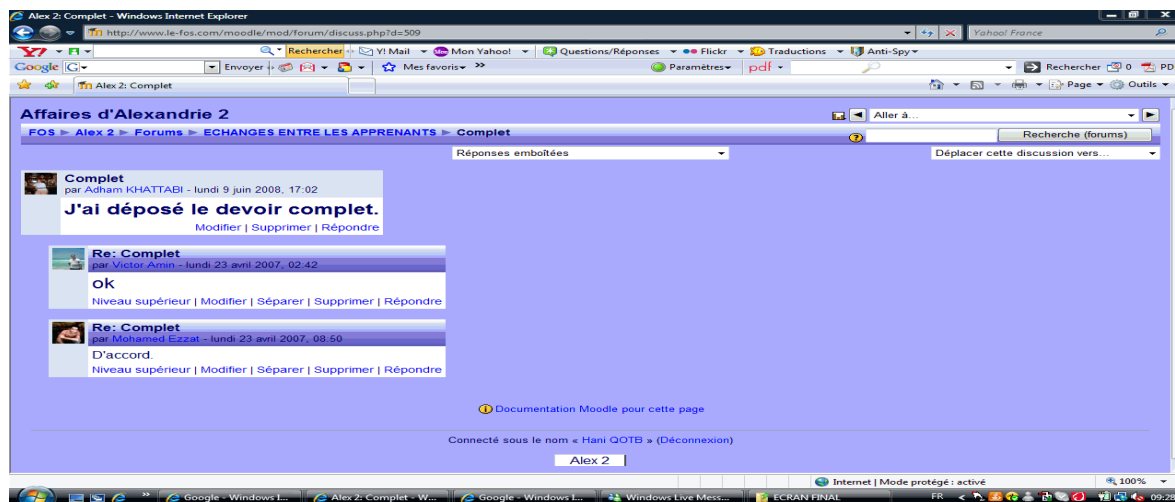 Alex 2: Complet - Windows Internet Explorer
http://www.le-fos.com/moodle/mod/forum/discuss.php?d=509
Yahoo! France
Rechercher Y! Mail Mon Yahoo! Questions/Réponses Flickr Traductions Anti-Spy
Google G Envoyer Mes favoris » Paramètres pdf Rechercher 0 PD
Alex 2: Complet Page Outils
Affaires d'Alexandrie 2
Aller à...
FOS ► Alex 2 ► Forums ► ECHANGES ENTRE LES APPRENANTS ► Complet
Recherche (forums)
Réponses emboîtées
Déplacer cette discussion vers...
Complet
par Adham KHATTABI - lundi 9 juin 2008, 17:02
J'ai déposé le devoir complet.
Modifier | Supprimer | Répondre
Re: Complet
par Victor Amin - lundi 23 avril 2007, 02:42
ok
Niveau supérieur | Modifier | Séparer | Supprimer | Répondre
Re: Complet
par Mohamed Ezzat - lundi 23 avril 2007, 08:50
D'accord.
Niveau supérieur | Modifier | Séparer | Supprimer | Répondre
Documentation Moodle pour cette page
Connecté sous le nom « Hani QOTB » (Déconnexion)
Alex 2
Internet | Mode protégé : activé 100%
Google - Windows I... Alex 2: Complet - W... Google - Windows I... Windows Live Mess... ECRAN FINAL FR 09:28